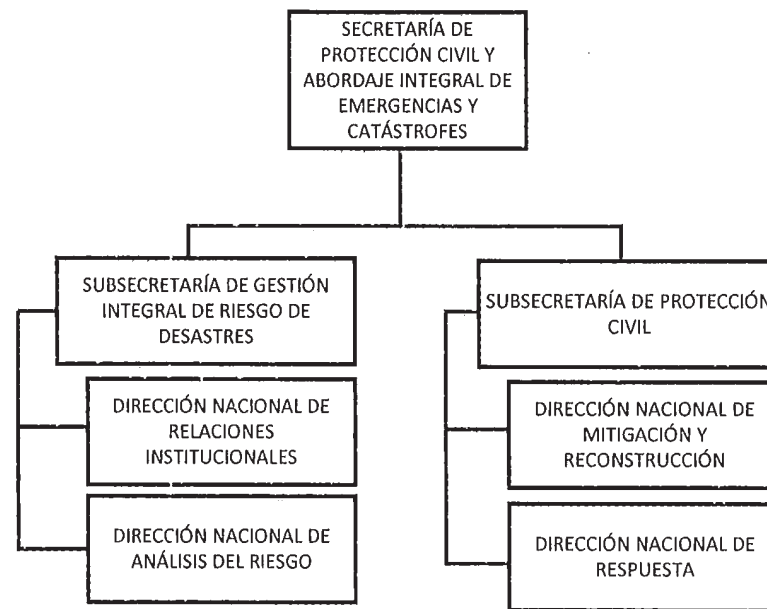 SECRETARÍA DE
PROTECCIÓN CIVIL Y
ABORDAJE INTEGRAL DE
EMERGENCIAS Y
CATÁSTROFES
SUBSECRETARÍA DE GESTIÓN
INTEGRAL DE RIESGO DE
DESASTRES
DIRECCIÓN NACIONAL DE
RELACIONES
INSTITUCIONALES
DIRECCIÓN NACIONAL DE
ANÁLISIS DEL RIESGO
SUBSECRETARÍA DE PROTECCIÓN
CIVIL
DIRECCIÓN NACIONAL DE
MITIGACIÓN Y
RECONSTRUCCIÓN
DIRECCIÓN NACIONAL DE
RESPUESTA